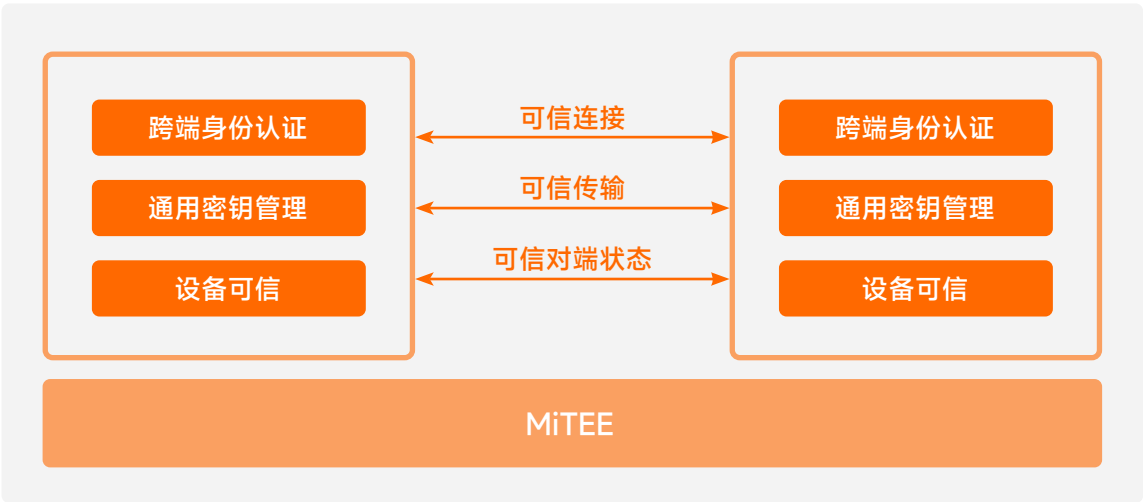 跨端身份认证
通用密钥管理
设备可信
可信连接
可信传输
可信对端状态
跨端身份认证
通用密钥管理
设备可信
MiTEE